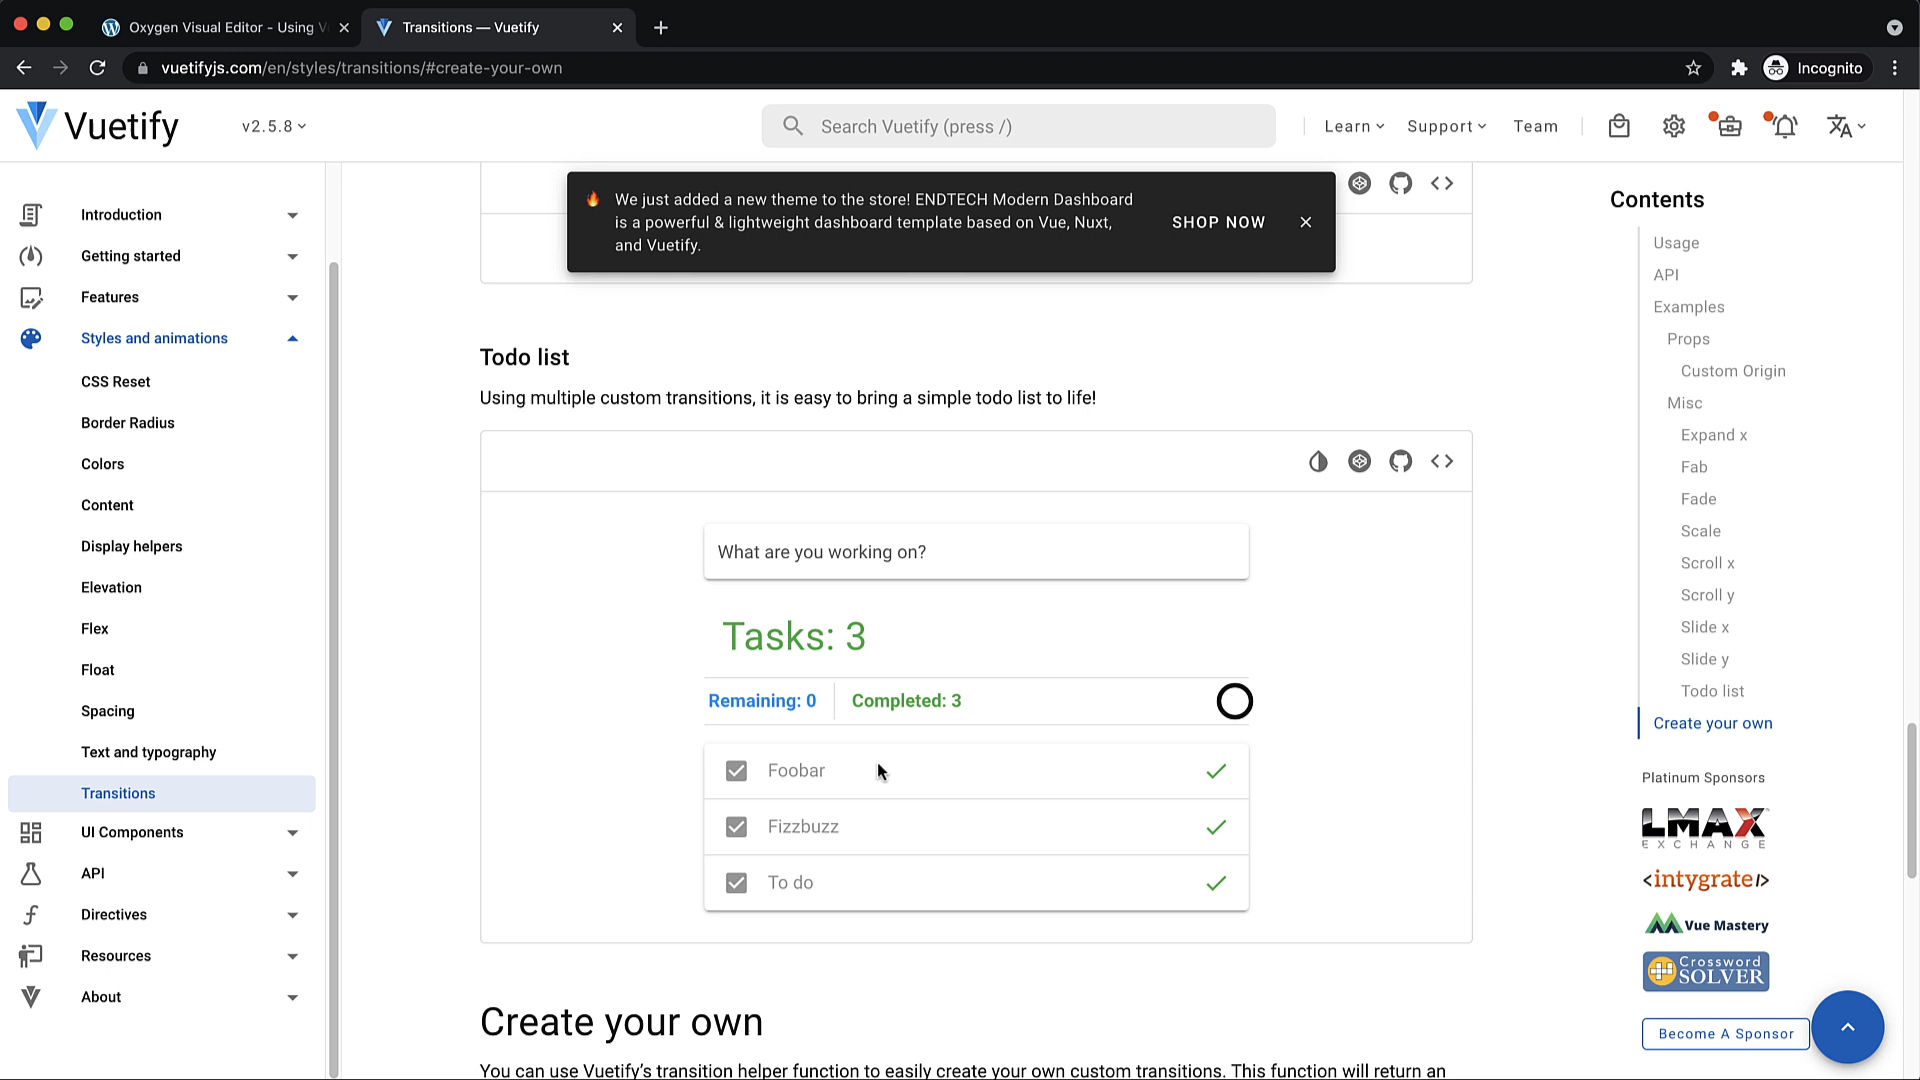 Oxygen Visual Editor - Using V
Transitions — Vuetify
vuetifyjs.com/en/styles/transitions/#create-your-own
Incognito
Vuetify
v2.5.8
Search Vuetify (press /)
Learn
Support
Team
We just added a new theme to the store! ENDTECH Modern Dashboard
is a powerful & lightweight dashboard template based on Vue, Nuxt,
and Vuetify.
SHOP NOW
Introduction
Getting started
Features
Styles and animations
CSS Reset
Border Radius
Colors
Content
Display helpers
Elevation
Flex
Float
Spacing
Text and typography
Transitions
UI Components
API
Directives
Resources
About
Todo list
Using multiple custom transitions, it is easy to bring a simple todo list to life!
What are you working on?
Tasks: 3
Remaining: 0
Completed: 3
Foobar
Fizzbuzz
To do
Create your own
You can use Vuetify's transition helper function to easily create your own custom transitions. This function will return an
Contents
Usage
API
Examples
Props
Custom Origin
Misc
Expand x
Fab
Fade
Scale
Scroll x
Scroll y
Slide x
Slide y
Todo list
Create your own
Platinum Sponsors
LMAX
EXCHANGE
<intygrate/>
Vue Mastery
Crossword
SOLVER
Become A Sponsor